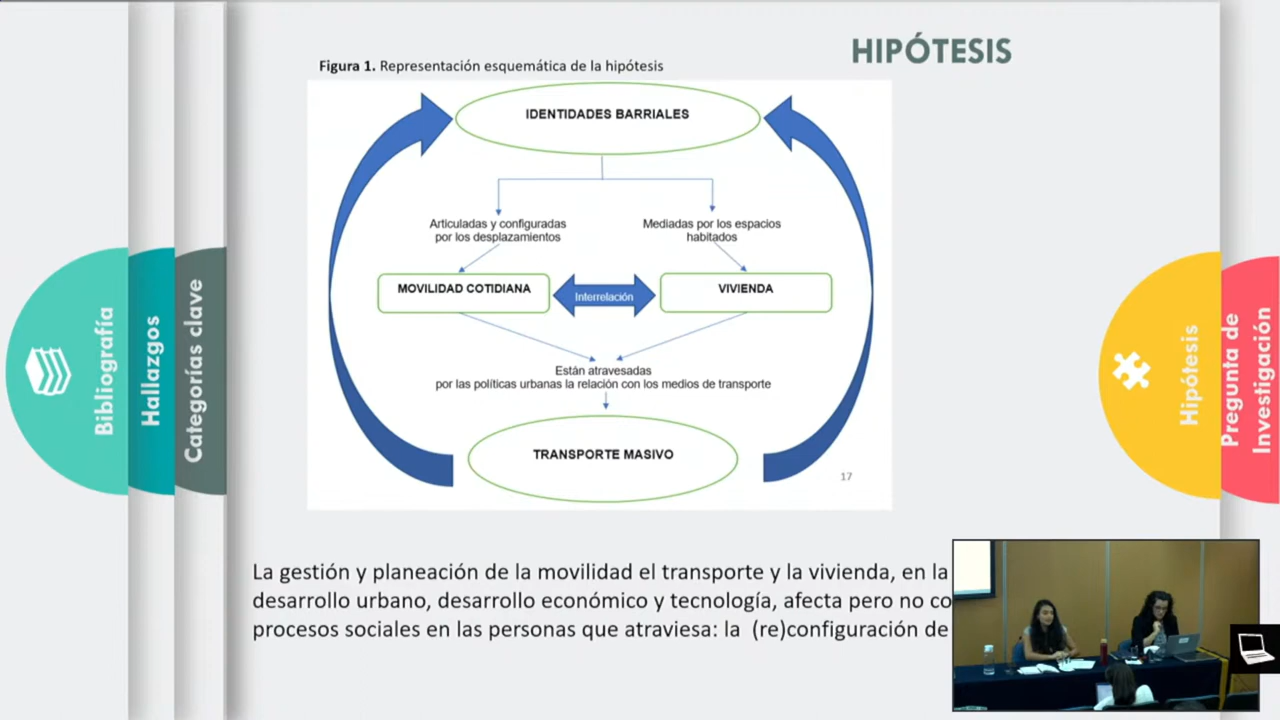 HIPÓTESIS
Figura 1. Representación esquemática de la hipótesis
IDENTIDADES BARRIALES
Articuladas y configuradas
por los desplazamientos
Mediadas por los espacios
habitados
MOVILIDAD COTIDIANA
Interrelación
VIVIENDA
Están atravesadas
por las políticas urbanas la relación con los medios de transporte
TRANSPORTE MASIVO
17
La gestión y planeación de la movilidad el transporte y la vivienda, en la
desarrollo urbano, desarrollo económico y tecnología, afecta pero no co
procesos sociales en las personas que atraviesa: la (re)configuración de
Bibliografía
Hallazgos
Categorías clave
Hipótesis
Pregunta de
Investigación